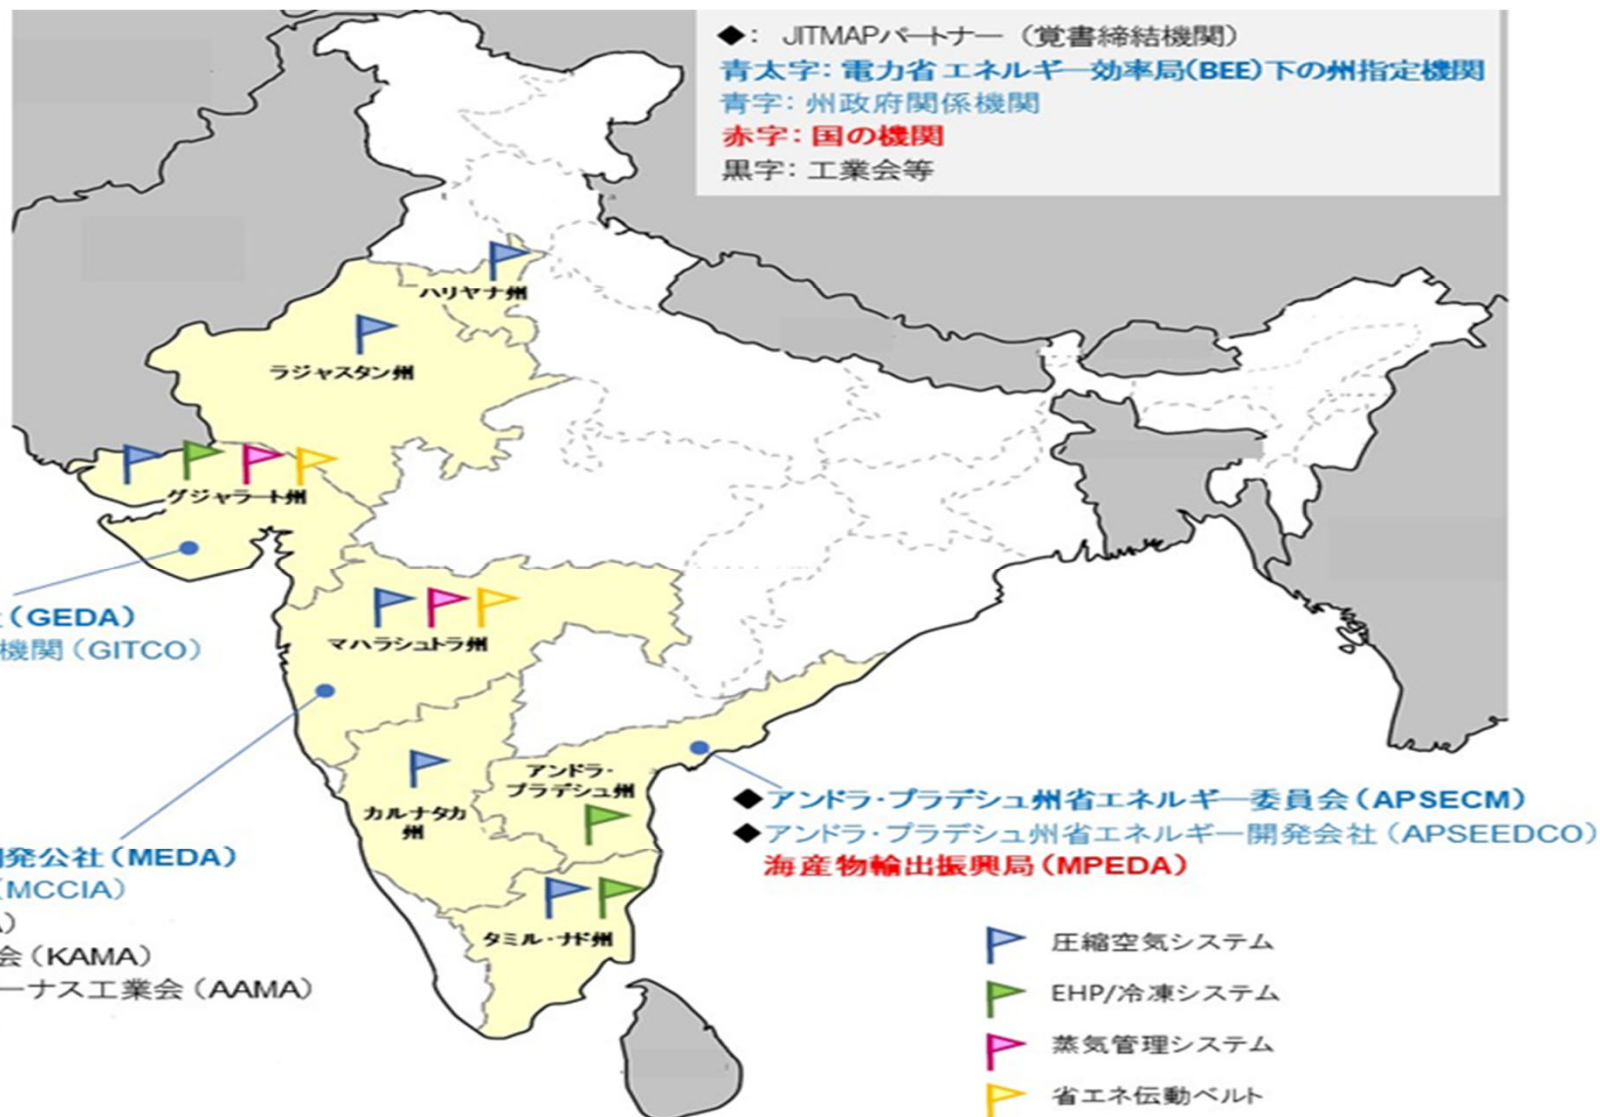 ◆： JITMAPパートナー（覚書締結機関）
青太字：電力省エネルギー効率局（BEE）下の州指定機関
青字：州政府関係機関
赤字：国の機関
黒字：工業会等
ハリヤナ州
ラジャスタン州
グジャラート州
（GEDA）
機関（GITCO）
マハラシュトラ州
アンドラ・
プラデシュ州
カルナタカ
州
◆アンドラ・プラデシュ州省エネルギー委員会（APSECM）
◆アンドラ・プラデシュ州省エネルギー開発会社（APSEEDCO）
海産物輸出振興局（MPEDA）
発公社（MEDA）
（MCCIA）
）
会（KAMA）
ーナス工業会（AAMA）
タミル・ナド州
圧縮空気システム
EHP/冷凍システム
蒸気管理システム
省エネ伝動ベルト